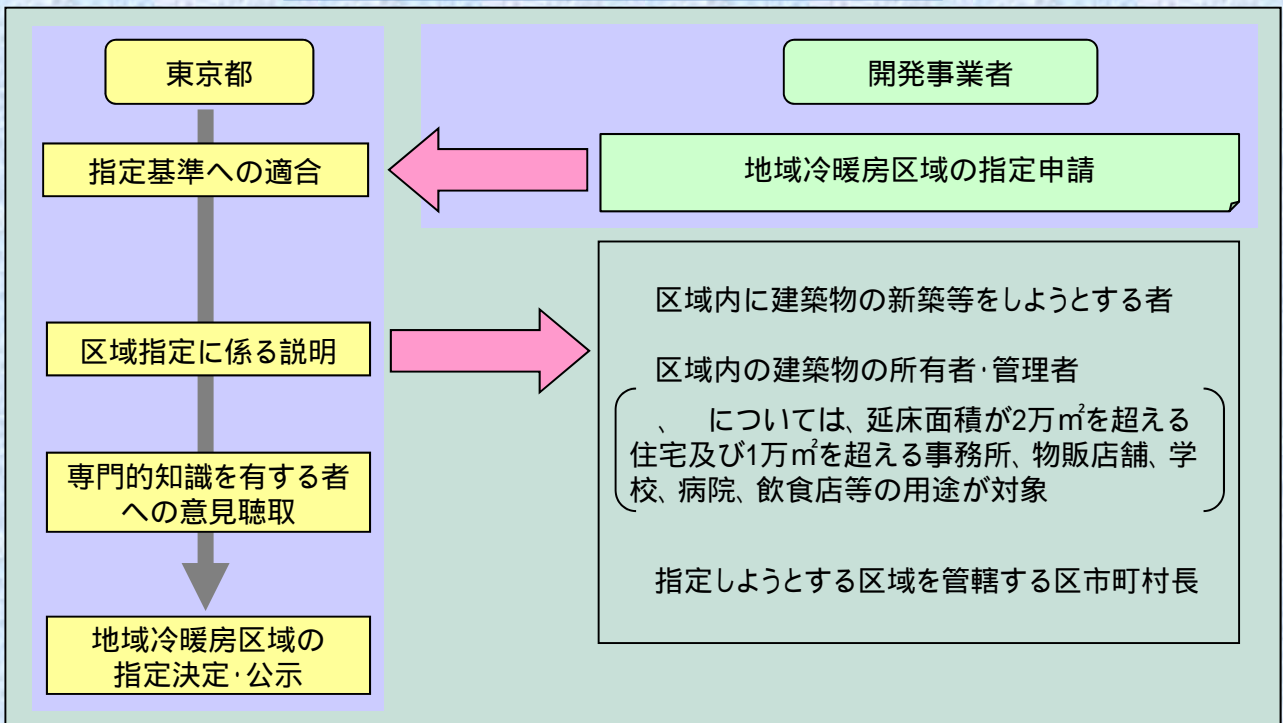 東京都
開発事業者
指定基準への適合
地域冷暖房区域の指定申請
区域指定に係る説明
区域内に建築物の新築等をしようとする者
区域内の建築物の所有者・管理者
、 については、延床面積が2万㎡を超える
住宅及び1万㎡を超える事務所、物販店舗、学
校、病院、飲食店等の用途が対象
指定しようとする区域を管轄する区市町村長
専門的知識を有する者
への意見聴取
地域冷暖房区域の
指定決定・公示